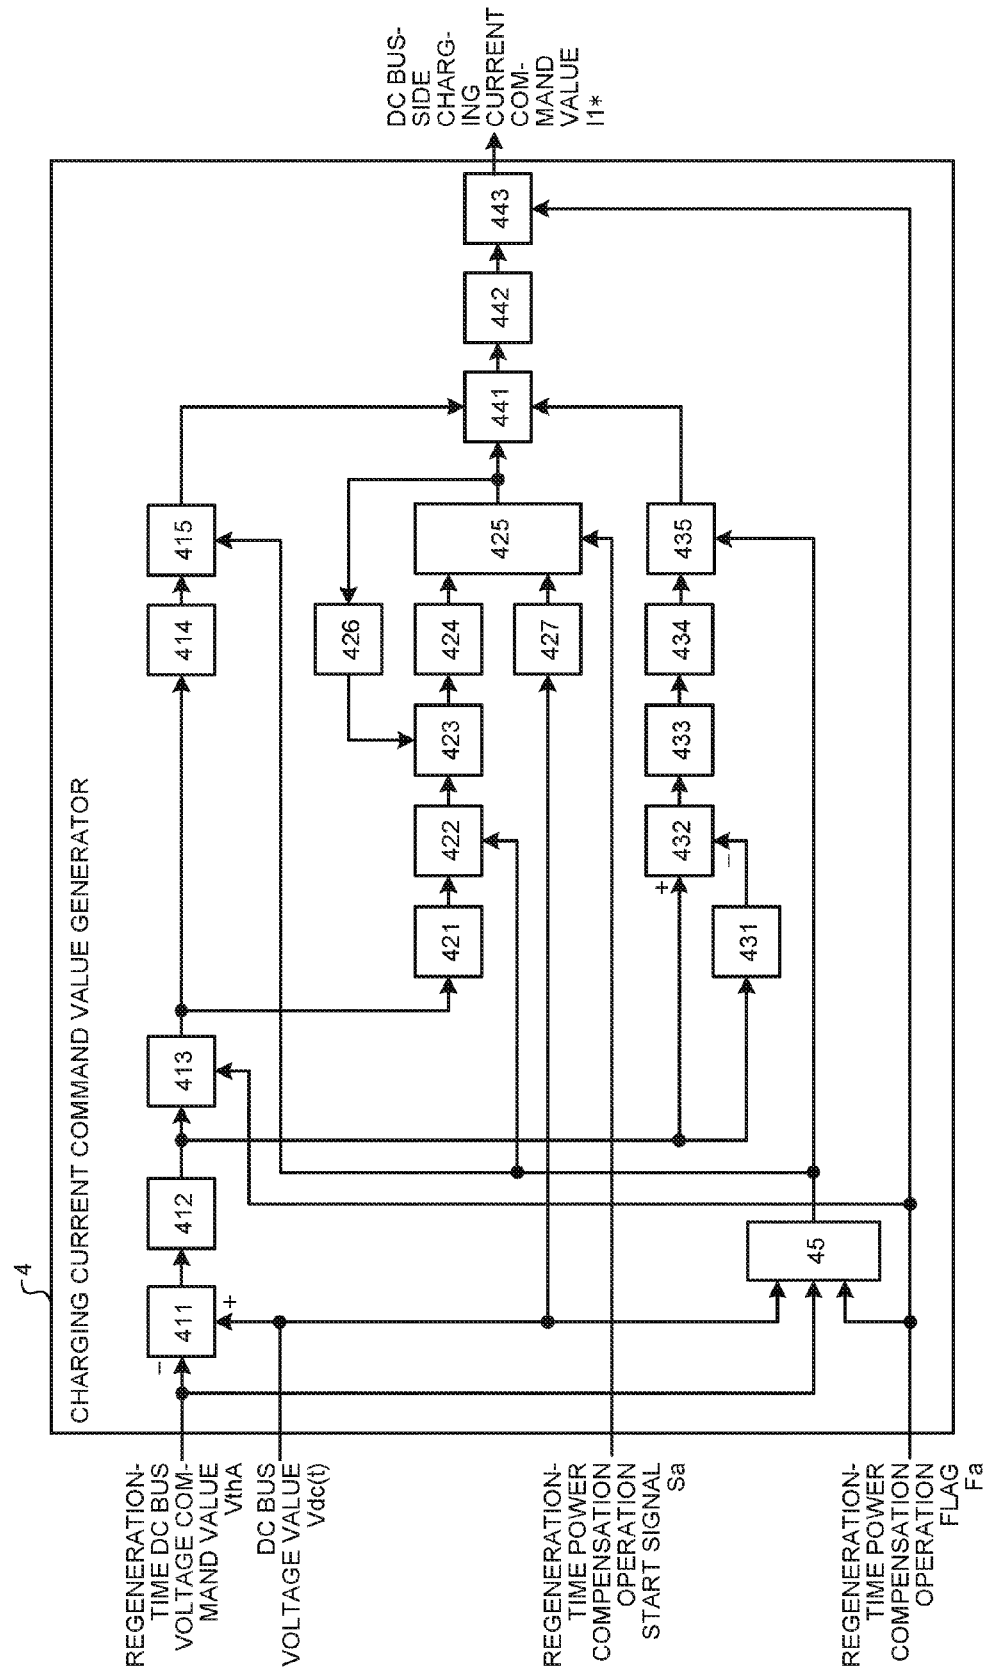 4
CHARGING CURRENT COMMAND VALUE GENERATOR
REGENERATION-
TIME DC BUS
VOLTAGE COM-
MAND VALUE
VthA
DC BUS
VOLTAGE VALUE
Vdc(t)
REGENERATION-
TIME POWER
COMPENSATION
OPERATION
START SIGNAL
Sa
REGENERATION-
TIME POWER
COMPENSATION
OPERATION
FLAG
Fa
−
411
+
412
413
414
415
421
422
423
424
425
426
427
431
+
432
−
433
434
435
45
441
442
443
DC BUS-
SIDE
CHARG-
ING
CURRENT
COM-
MAND
VALUE
I1*